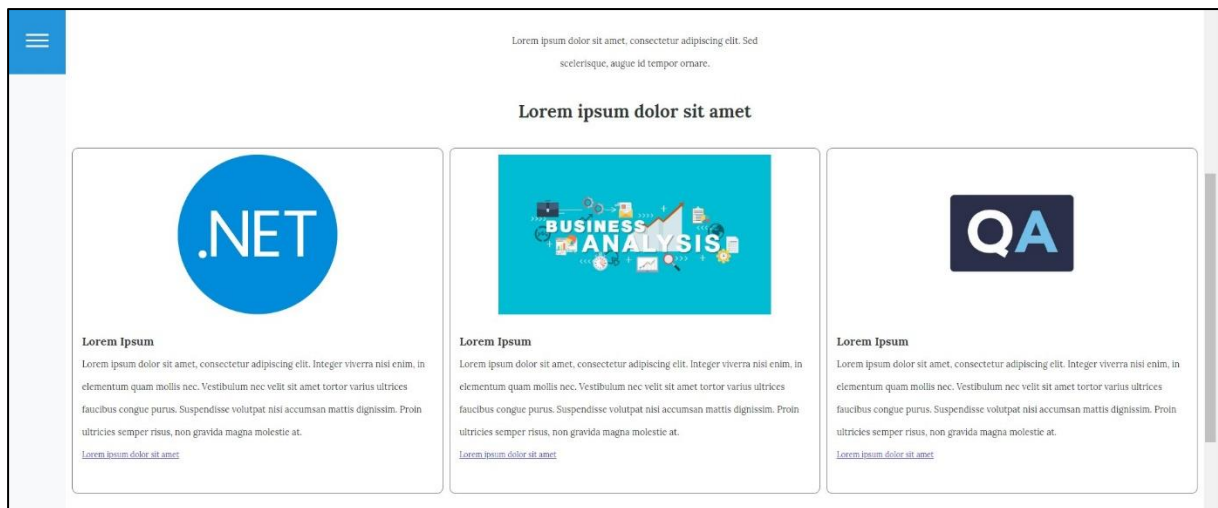 Lorem ipsum dolor sit amet, consectetur adipiscing elit. Sed
scelerisque, augue id tempor ornare.
Lorem ipsum dolor sit amet
.NET
Lorem Ipsum
Lorem ipsum dolor sit amet, consectetur adipiscing elit. Integer viverra nisi enim, in
elementum quam mollis nec. Vestibulum nec velit sit amet tortor varius ultrices
faucibus congue purus. Suspendisse volutpat nisi accumsan mattis dignissim. Proin
ultricies semper risus, non gravida magna molestie at.
Lorem ipsum dolor sit amet
BUSINESS
ANALYSIS
Lorem Ipsum
Lorem ipsum dolor sit amet, consectetur adipiscing elit. Integer viverra nisi enim, in
elementum quam mollis nec. Vestibulum nec velit sit amet tortor varius ultrices
faucibus congue purus. Suspendisse volutpat nisi accumsan mattis dignissim. Proin
ultricies semper risus, non gravida magna molestie at.
Lorem ipsum dolor sit amet
QA
Lorem Ipsum
Lorem ipsum dolor sit amet, consectetur adipiscing elit. Integer viverra nisi enim, in
elementum quam mollis nec. Vestibulum nec velit sit amet tortor varius ultrices
faucibus congue purus. Suspendisse volutpat nisi accumsan mattis dignissim. Proin
ultricies semper risus, non gravida magna molestie at.
Lorem ipsum dolor sit amet